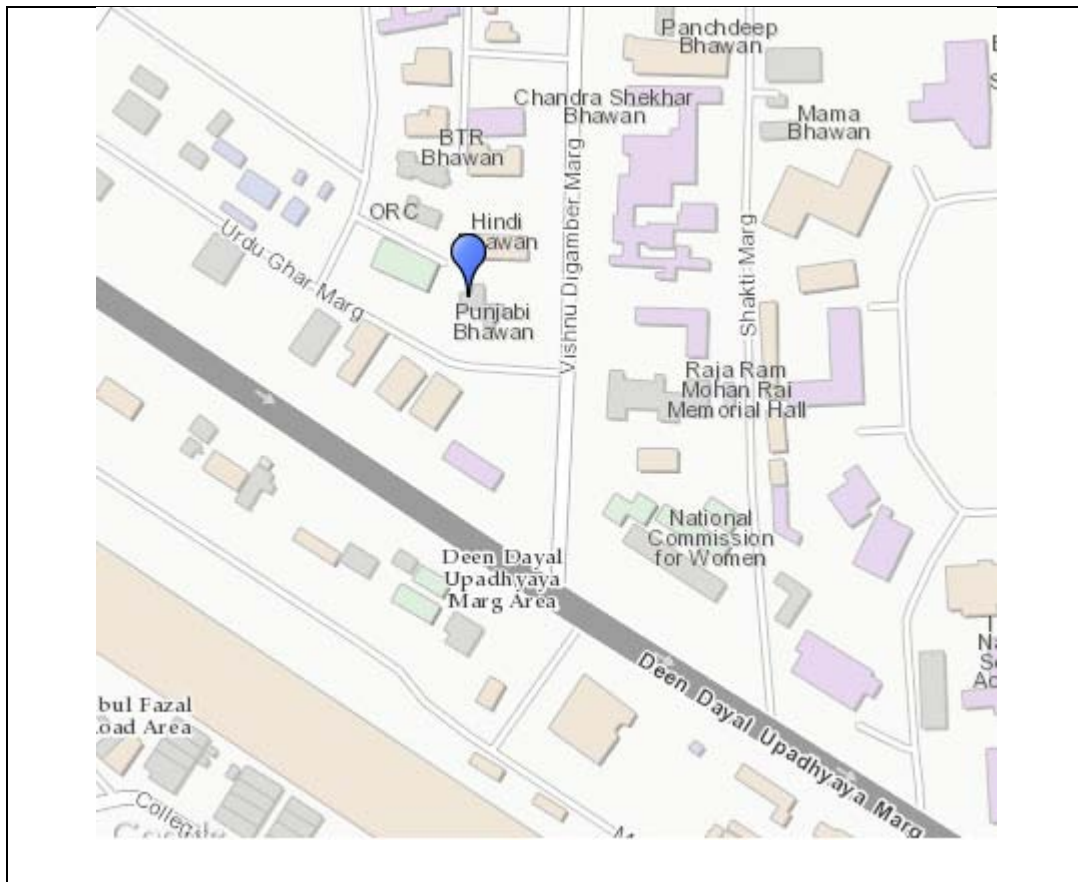 Panchdeep
Bhawan
Chandra Shekhar
Bhawan
Mama
Bhawan
BTR
Bhawan
ORC
Hindi
Urdu Ghar Marg
Vishnu Digamber Marg
Shakti Marg
Punjabi
Bhawan
Raja Ram
Mohan Rai
Memorial Hall
National
Commission
for Women
Deen Dayal
Upadhyaya
Marg Area
Deen Dayal Upadhyaya Marg
bul Fazal
oad Area